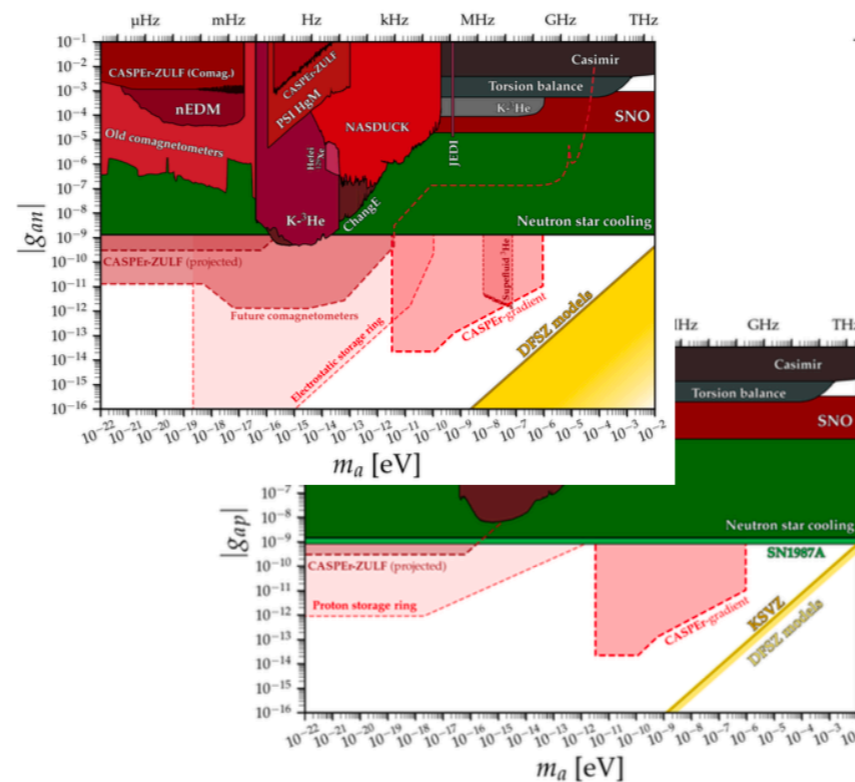 μHz mHz Hz kHz MHz GHz THz
10⁻¹
10⁻²
10⁻³
10⁻⁴
10⁻⁵
10⁻⁶
10⁻⁷
10⁻⁸
10⁻⁹
10⁻¹⁰
10⁻¹¹
10⁻¹²
10⁻¹³
10⁻¹⁴
10⁻¹⁵
10⁻¹⁶
|gan|
CASPEr-ZULF (Comag.)
nEDM
Old comagnetometers
CASPEr-ZULF
PSI HgM
NASDUCK
K-³He
ChangE
JEDI
Casimir
Torsion balance
K-³He
SNO
Neutron star cooling
CASPEr-ZULF (projected)
Future comagnetometers
Electrostatic storage ring
Supefluid ³He
CASPEr-gradient
DFSZ models
10⁻²² 10⁻²¹ 10⁻²⁰ 10⁻¹⁹ 10⁻¹⁸ 10⁻¹⁷ 10⁻¹⁶ 10⁻¹⁵ 10⁻¹⁴ 10⁻¹³ 10⁻¹² 10⁻¹¹ 10⁻¹⁰ 10⁻⁹ 10⁻⁸ 10⁻⁷ 10⁻⁶ 10⁻⁵ 10⁻⁴ 10⁻³ 10⁻²
mₐ [eV]
GHz
Casimir
Torsion balance
SNO
10⁻⁷
10⁻⁸
10⁻⁹
10⁻¹⁰
10⁻¹¹
10⁻¹²
10⁻¹³
10⁻¹⁴
10⁻¹⁵
10⁻¹⁶
|gap|
Neutron star cooling
SN1987A
CASPEr-ZULF (projected)
Proton storage ring
CASPEr-gradient
KSVZ
DFSZ models
10⁻²² 10⁻²¹ 10⁻²⁰ 10⁻¹⁹ 10⁻¹⁸ 10⁻¹⁷ 10⁻¹⁶ 10⁻¹⁵ 10⁻¹⁴ 10⁻¹³ 10⁻¹² 10⁻¹¹ 10⁻¹⁰ 10⁻⁹ 10⁻⁸ 10⁻⁷ 10⁻⁶ 10⁻⁵ 10⁻⁴ 10⁻³
mₐ [eV]